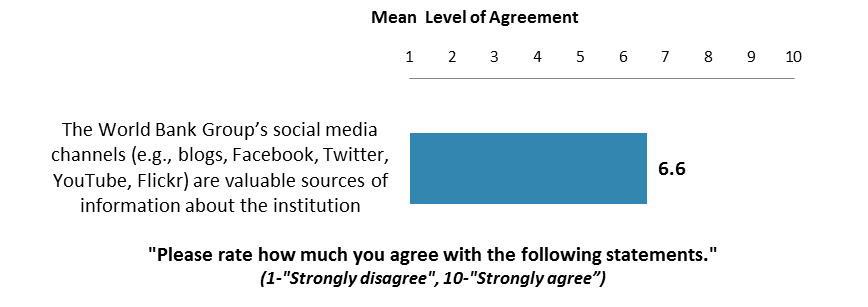 Mean Level of Agreement
1 2 3 4 5 6 7 8 9 10
The World Bank Group’s social media
channels (e.g., blogs, Facebook, Twitter,
YouTube, Flickr) are valuable sources of
information about the institution
6.6
"Please rate how much you agree with the following statements."
(1-"Strongly disagree", 10-"Strongly agree”)